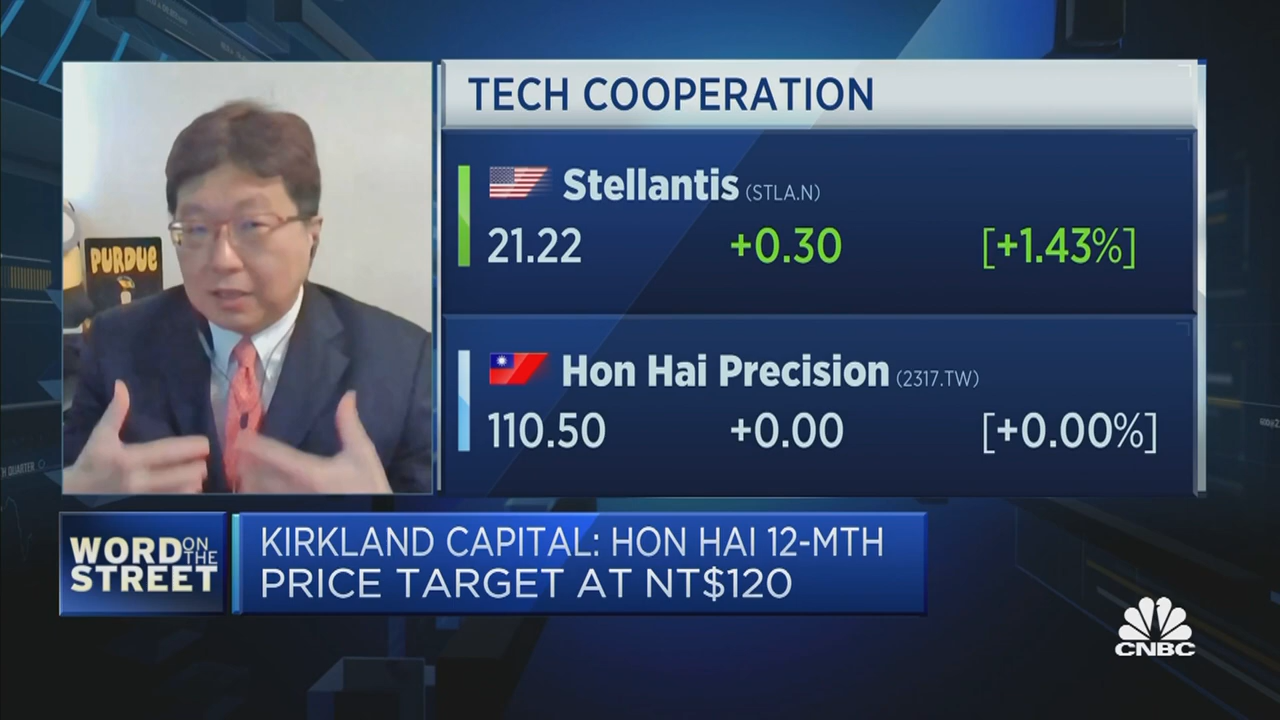 TECH COOPERATION
PURDUE
Stellantis (STLA.N)
21.22 +0.30 [+1.43%]
Hon Hai Precision (2317.TW)
110.50 +0.00 [+0.00%]
WORD ON THE STREET
KIRKLAND CAPITAL: HON HAI 12-MTH
PRICE TARGET AT NT$120
CNBC